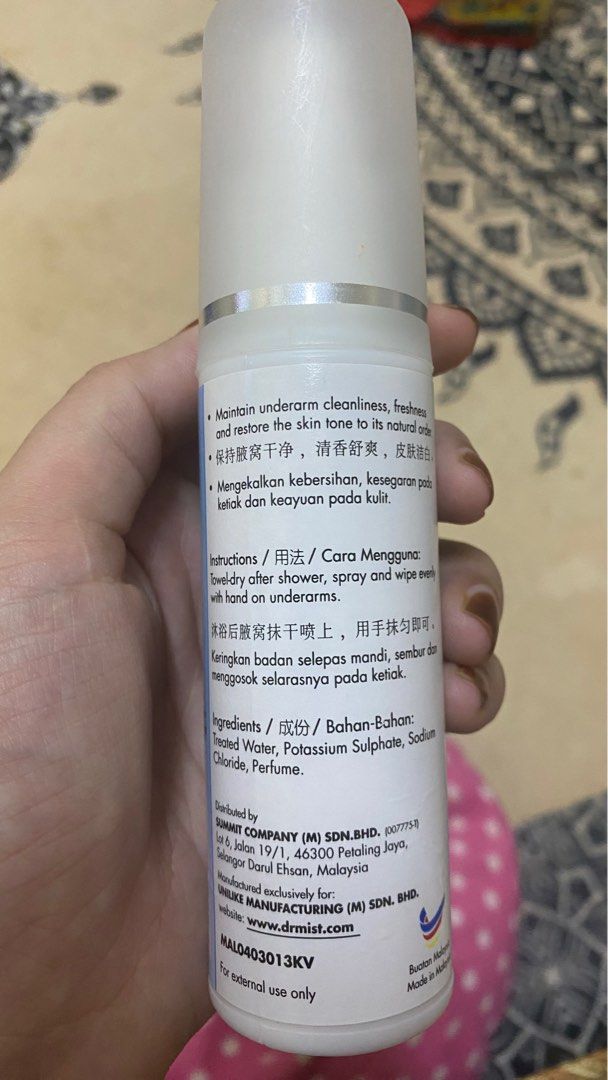 • Maintain underarm cleanliness, freshness
and restore the skin tone to its natural order
• 保持腋窝干净，清香舒爽，皮肤洁白。
• Mengekalkan kebersihan, kesegaran pada
ketiak dan keayuan pada kulit.
Instructions / 用法 / Cara Mengguna:
Towel-dry after shower, spray and wipe evenly
with hand on underarms.
沐浴后腋窝抹干喷上，用手抹匀即可。
Keringkan badan selepas mandi, sembur dan
menggosok selarasnya pada ketiak.
Ingredients / 成份 / Bahan-Bahan:
Treated Water, Potassium Sulphate, Sodium
Chloride, Perfume.
Distributed by
SUMMIT COMPANY (M) SDN.BHD. (007775-T)
Lot 6, Jalan 19/1, 46300 Petaling Jaya,
Selangor Darul Ehsan, Malaysia
Manufactured exclusively for:
UNILIKE MANUFACTURING (M) SDN. BHD.
website: www.drmist.com
MAL0403013KV
For external use only
Buatan Malaysia
Made in Malaysia